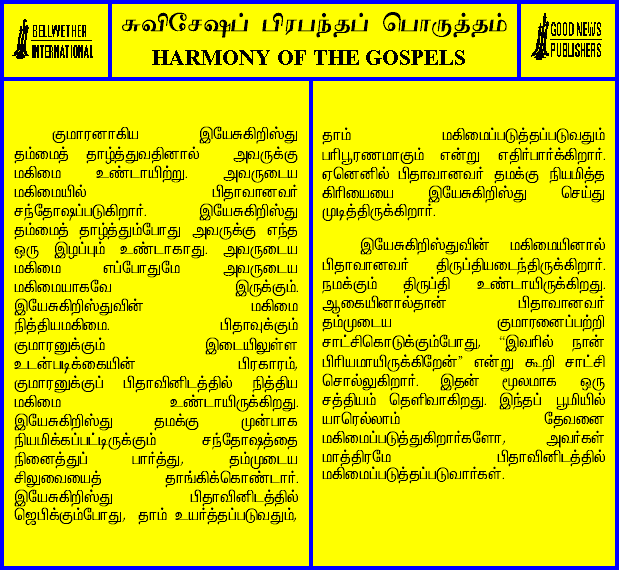 BELLWETHER
INTERNATIONAL
சுவிசேஷப் பிரபந்தப் பொருத்தம்
HARMONY OF THE GOSPELS
GOOD NEWS
PUBLISHERS
குமாரனாகிய இயேசுகிறிஸ்து
தம்மைத் தாழ்த்துவதினால் அவருக்கு
மகிமை உண்டாயிற்று. அவருடைய
மகிமையில் பிதாவானவர்
சந்தோஷப்படுகிறார். இயேசுகிறிஸ்து
தம்மைத் தாழ்த்தும்போது அவருக்கு எந்த
ஒரு இழப்பும் உண்டாகாது. அவருடைய
மகிமை எப்போதுமே அவருடைய
மகிமையாகவே இருக்கும்.
இயேசுகிறிஸ்துவின் மகிமை
நித்தியமகிமை. பிதாவுக்கும்
குமாரனுக்கும் இடையிலுள்ள
உடன்படிக்கையின் பிரகாரம்,
குமாரனுக்குப் பிதாவினிடத்தில் நித்திய
மகிமை உண்டாயிருக்கிறது.
இயேசுகிறிஸ்து தமக்கு முன்பாக
நியமிக்கப்பட்டிருக்கும் சந்தோஷத்தை
நினைத்துப் பார்த்து, தம்முடைய
சிலுவையைத் தாங்கிக்கொண்டார்.
இயேசுகிறிஸ்து பிதாவினிடத்தில்
ஜெபிக்கும்போது, தாம் உயர்த்தப்படுவதும்,
தாம் மகிமைப்படுத்தப்படுவதும்
பரிபூரணமாகும் என்று எதிர்பார்க்கிறார்.
ஏனெனில் பிதாவானவர் தமக்கு நியமித்த
கிரியையை இயேசுகிறிஸ்து செய்து
முடித்திருக்கிறார்.
இயேசுகிறிஸ்துவின் மகிமையினால்
பிதாவானவர் திருப்தியடைந்திருக்கிறார்.
நமக்கும் திருப்தி உண்டாயிருக்கிறது.
ஆகையினால்தான் பிதாவானவர்
தம்முடைய குமாரனைப்பற்றி
சாட்சிகொடுக்கும்போது, “இவரில் நான்
பிரியமாயிருக்கிறேன்” என்று கூறி சாட்சி
சொல்லுகிறார். இதன் மூலமாக ஒரு
சத்தியம் தெளிவாகிறது. இந்தப் பூமியில்
யாரெல்லாம் தேவனை
மகிமைப்படுத்துகிறார்களோ, அவர்கள்
மாத்திரமே பிதாவினிடத்தில்
மகிமைப்படுத்தப்படுவார்கள்.